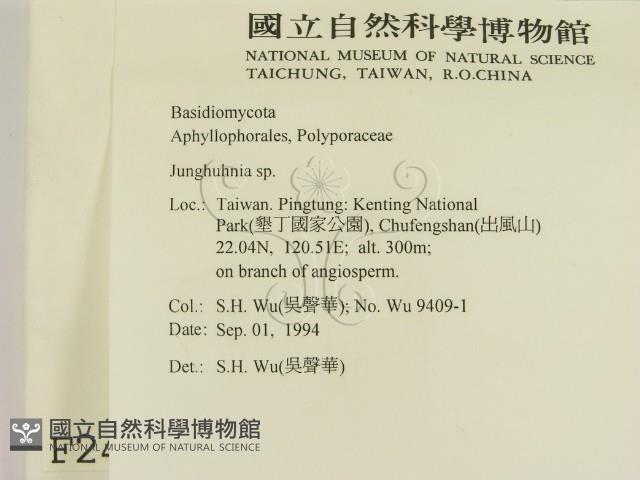 國立自然科學博物館
NATIONAL MUSEUM OF NATURAL SCIENCE
TAICHUNG, TAIWAN, R.O.CHINA
Basidiomycota
Aphyllophorales, Polyporaceae
Junghuhnia sp.
Loc.: Taiwan. Pingtung: Kenting National
Park(墾丁國家公園), Chufengshan(出風山)
22.04N, 120.51E; alt. 300m;
on branch of angiosperm.
Col.: S.H. Wu(吳聲華); No. Wu 9409-1
Date: Sep. 01, 1994
Det.: S.H. Wu(吳聲華)
國立自然科學博物館
NATIONAL MUSEUM OF NATURAL SCIENCE
F24